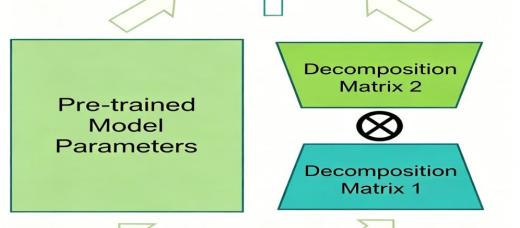 Pre-trained
Model
Parameters
Decomposition
Matrix 2
Decomposition
Matrix 1